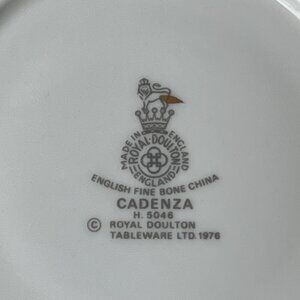 MADE IN ENGLAND
ROYAL·DOULTON
ENGLAND
ENGLISH FINE BONE CHINA
CADENZA
H. 5046
© ROYAL DOULTON
TABLEWARE LTD. 1976